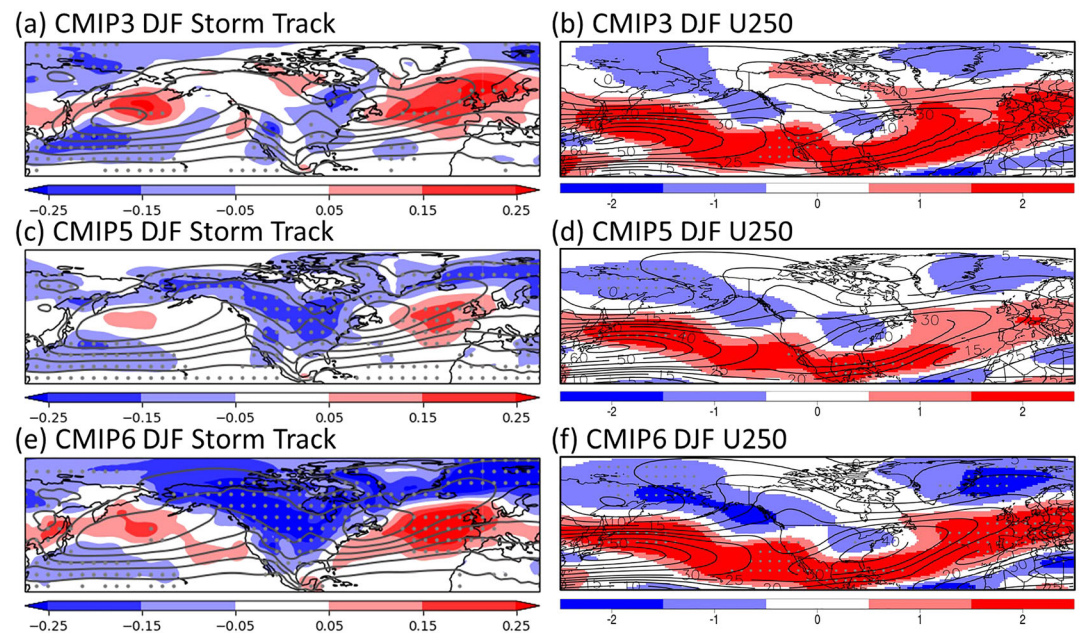 (a) CMIP3 DJF Storm Track
(b) CMIP3 DJF U250
−0.25 −0.15 −0.05 0.05 0.15 0.25
-2 -1 0 1 2
(c) CMIP5 DJF Storm Track
(d) CMIP5 DJF U250
−0.25 −0.15 −0.05 0.05 0.15 0.25
-2 -1 0 1 2
(e) CMIP6 DJF Storm Track
(f) CMIP6 DJF U250
−0.25 −0.15 −0.05 0.05 0.15 0.25
-2 -1 0 1 2